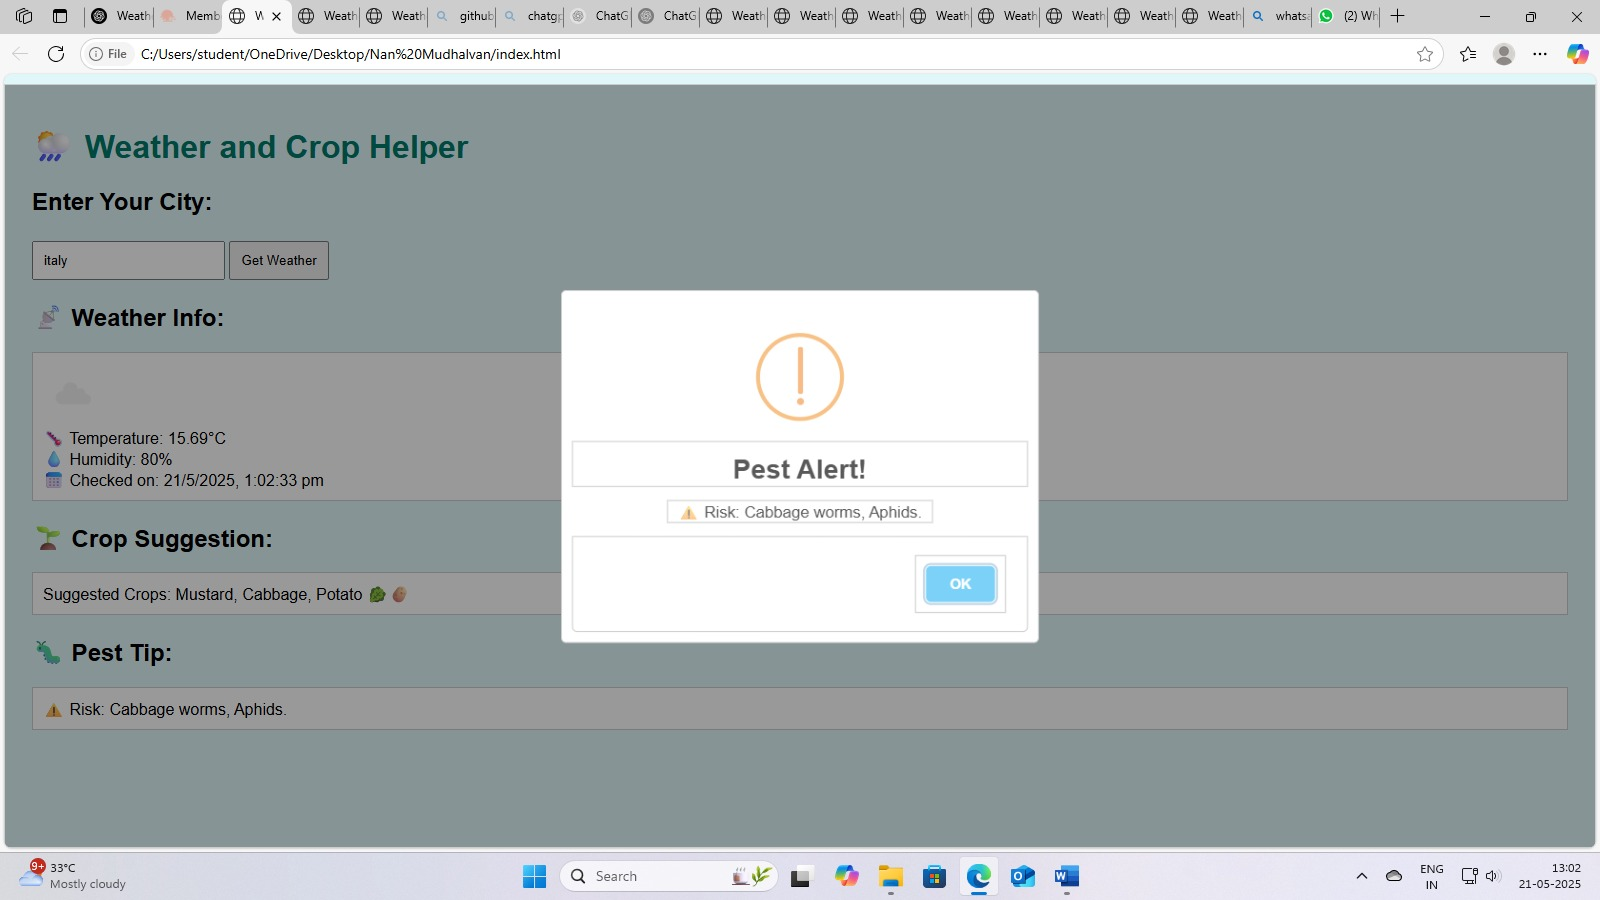 Weath
Memb
W
Weath
Weath
github
chatgp
ChatG
ChatG
Weath
Weath
Weath
Weath
Weath
Weath
Weath
Weath
whatsa
(2) Wh
File
C:/Users/student/OneDrive/Desktop/Nan%20Mudhalvan/index.html
Weather and Crop Helper
Enter Your City:
italy
Get Weather
Weather Info:
Temperature: 15.69°C
Humidity: 80%
Checked on: 21/5/2025, 1:02:33 pm
Crop Suggestion:
Suggested Crops: Mustard, Cabbage, Potato
Pest Tip:
Risk: Cabbage worms, Aphids.
Pest Alert!
Risk: Cabbage worms, Aphids.
OK
9+
33°C
Mostly cloudy
Search
ENG
IN
13:02
21-05-2025